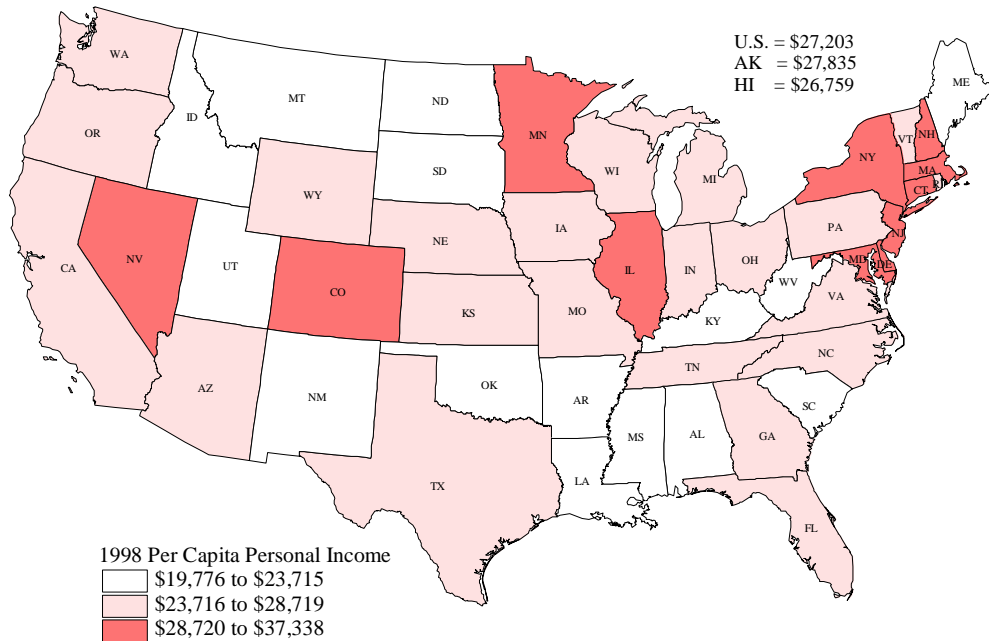 U.S. = $27,203
AK = $27,835
HI = $26,759
WA
MT
ND
MN
ME
ID
OR
SD
WI
MI
NY
VT
NH
MA
CT
RI
WY
NE
IA
PA
NJ
NV
UT
CA
CO
KS
MO
IL
IN
OH
MD
DE
WV
VA
KY
AZ
NM
OK
AR
TN
NC
SC
TX
LA
MS
AL
GA
FL
1998 Per Capita Personal Income
$19,776 to $23,715
$23,716 to $28,719
$28,720 to $37,338